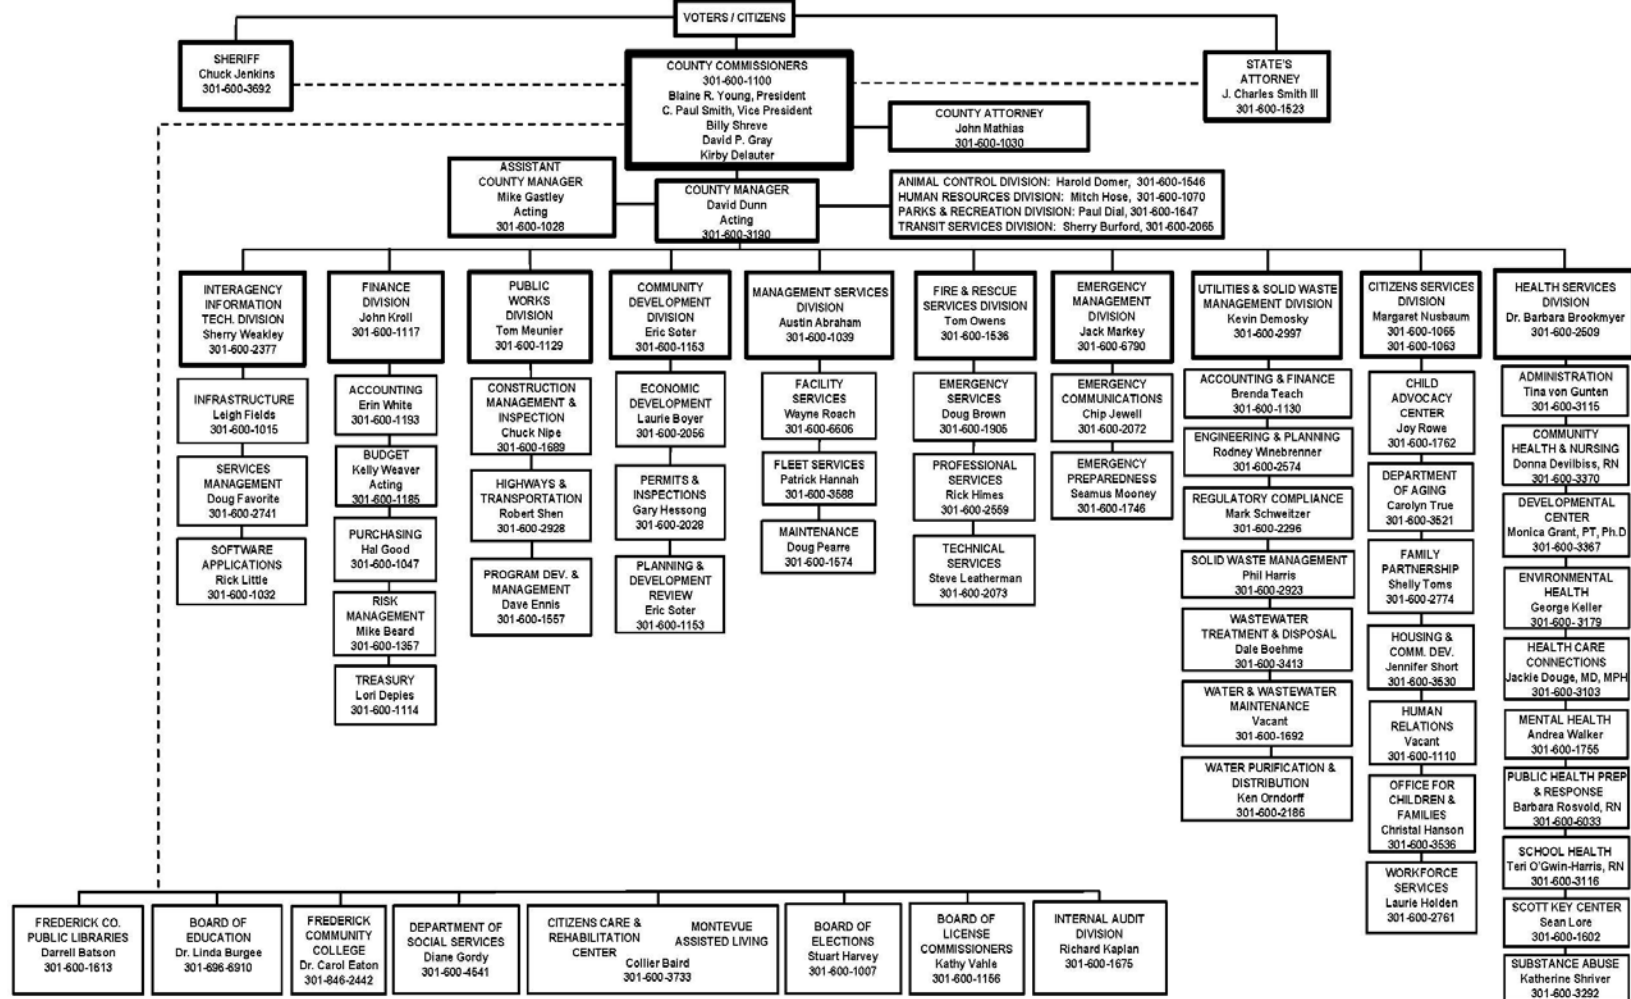 VOTERS / CITIZENS
SHERIFF
Chuck Jenkins
301-600-3692
COUNTY COMMISSIONERS
301-600-1100
Blaine R. Young, President
C. Paul Smith, Vice President
Billy Shreve
David P. Gray
Kirby Delauter
STATE'S
ATTORNEY
J. Charles Smith III
301-600-1523
COUNTY ATTORNEY
John Mathias
301-600-1030
ASSISTANT
COUNTY MANAGER
Mike Gastley
Acting
301-600-1028
COUNTY MANAGER
David Dunn
Acting
301-600-3190
ANIMAL CONTROL DIVISION: Harold Domer, 301-600-1546
HUMAN RESOURCES DIVISION: Mitch Hose, 301-600-1070
PARKS & RECREATION DIVISION: Paul Dial, 301-600-1647
TRANSIT SERVICES DIVISION: Sherry Burford, 301-600-2065
INTERAGENCY
INFORMATION
TECH. DIVISION
Sherry Weakley
301-600-2377
INFRASTRUCTURE
Leigh Fields
301-600-1015
SERVICES
MANAGEMENT
Doug Favorite
301-600-2741
SOFTWARE
APPLICATIONS
Rick Little
301-600-1032
FINANCE
DIVISION
John Kroll
301-600-1117
ACCOUNTING
Erin White
301-600-1193
BUDGET
Kelly Weaver
Acting
301-600-1185
PURCHASING
Hal Good
301-600-1047
RISK
MANAGEMENT
Mike Beard
301-600-1357
TREASURY
Lori Depies
301-600-1114
PUBLIC
WORKS
DIVISION
Tom Meunier
301-600-1129
CONSTRUCTION
MANAGEMENT &
INSPECTION
Chuck Nipe
301-600-1689
HIGHWAYS &
TRANSPORTATION
Robert Shen
301-600-2928
PROGRAM DEV. &
MANAGEMENT
Dave Ennis
301-600-1557
COMMUNITY
DEVELOPMENT
DIVISION
Eric Soter
301-600-1153
ECONOMIC
DEVELOPMENT
Laurie Boyer
301-600-2056
PERMITS &
INSPECTIONS
Gary Hessong
301-600-2028
PLANNING &
DEVELOPMENT
REVIEW
Eric Soter
301-600-1153
MANAGEMENT SERVICES
DIVISION
Austin Abraham
301-600-1039
FACILITY
SERVICES
Wayne Roach
301-600-6606
FLEET SERVICES
Patrick Hannah
301-600-3588
MAINTENANCE
Doug Pearre
301-600-1574
FIRE & RESCUE
SERVICES DIVISION
Tom Owens
301-600-1536
EMERGENCY
SERVICES
Doug Brown
301-600-1905
PROFESSIONAL
SERVICES
Rick Himes
301-600-2559
TECHNICAL
SERVICES
Steve Leatherman
301-600-2073
EMERGENCY
MANAGEMENT
DIVISION
Jack Markey
301-600-6790
EMERGENCY
COMMUNICATIONS
Chip Jewell
301-600-2072
EMERGENCY
PREPAREDNESS
Seamus Mooney
301-600-1746
UTILITIES & SOLID WASTE
MANAGEMENT DIVISION
Kevin Demosky
301-600-2997
ACCOUNTING & FINANCE
Brenda Teach
301-600-1130
ENGINEERING & PLANNING
Rodney Winebrenner
301-600-2574
REGULATORY COMPLIANCE
Mark Schweitzer
301-600-2296
SOLID WASTE MANAGEMENT
Phil Harris
301-600-2923
WASTEWATER
TREATMENT & DISPOSAL
Dale Boehme
301-600-3413
WATER & WASTEWATER
MAINTENANCE
Vacant
301-600-1692
WATER PURIFICATION &
DISTRIBUTION
Ken Orndorff
301-600-2186
CITIZENS SERVICES
DIVISION
Margaret Nusbaum
301-600-1065
301-600-1063
CHILD
ADVOCACY
CENTER
Joy Rowe
301-600-1762
DEPARTMENT
OF AGING
Carolyn True
301-600-3521
FAMILY
PARTNERSHIP
Shelly Toms
301-600-2774
HOUSING &
COMM. DEV.
Jennifer Short
301-600-3530
HUMAN
RELATIONS
Vacant
301-600-1110
OFFICE FOR
CHILDREN &
FAMILIES
Christal Hanson
301-600-3536
WORKFORCE
SERVICES
Laurie Holden
301-600-2761
HEALTH SERVICES
DIVISION
Dr. Barbara Brookmyer
301-600-2509
ADMINISTRATION
Tina von Gunten
301-600-3115
COMMUNITY
HEALTH & NURSING
Donna Devilbiss, RN
301-600-3370
DEVELOPMENTAL
CENTER
Monica Grant, PT, Ph.D
301-600-3367
ENVIRONMENTAL
HEALTH
George Keller
301-600- 3179
HEALTH CARE
CONNECTIONS
Jackie Douge, MD, MPH
301-600-3103
MENTAL HEALTH
Andrea Walker
301-600-1755
PUBLIC HEALTH PREP
& RESPONSE
Barbara Rosvold, RN
301-600-6033
SCHOOL HEALTH
Teri O'Gwin-Harris, RN
301-600-3116
SCOTT KEY CENTER
Sean Lore
301-600-1602
SUBSTANCE ABUSE
Katherine Shriver
301-600-3292
FREDERICK CO.
PUBLIC LIBRARIES
Darrell Batson
301-600-1613
BOARD OF
EDUCATION
Dr. Linda Burgee
301-696-6910
FREDERICK
COMMUNITY
COLLEGE
Dr. Carol Eaton
301-846-2442
DEPARTMENT OF
SOCIAL SERVICES
Diane Gordy
301-600-4541
CITIZENS CARE &
REHABILITATION
CENTER
MONTEVUE
ASSISTED LIVING
Collier Baird
301-600-3733
BOARD OF
ELECTIONS
Stuart Harvey
301-600-1007
BOARD OF
LICENSE
COMMISSIONERS
Kathy Vahle
301-600-1156
INTERNAL AUDIT
DIVISION
Richard Kaplan
301-600-1675